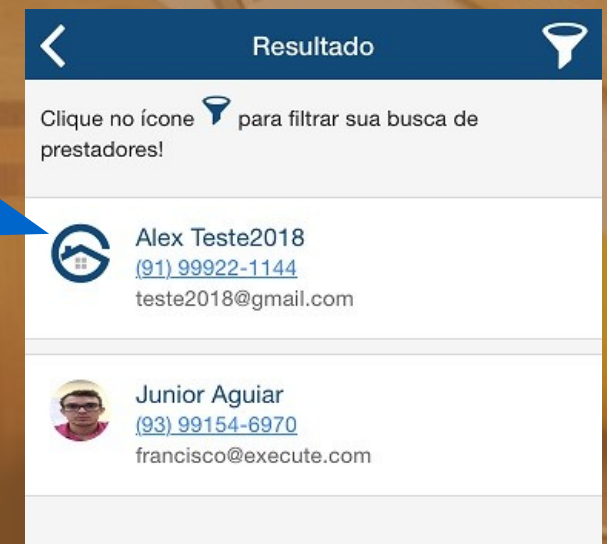 Resultado
Clique no ícone para filtrar sua busca de
prestadores!
Alex Teste2018
(91) 99922-1144
teste2018@gmail.com
Junior Aguiar
(93) 99154-6970
francisco@execute.com